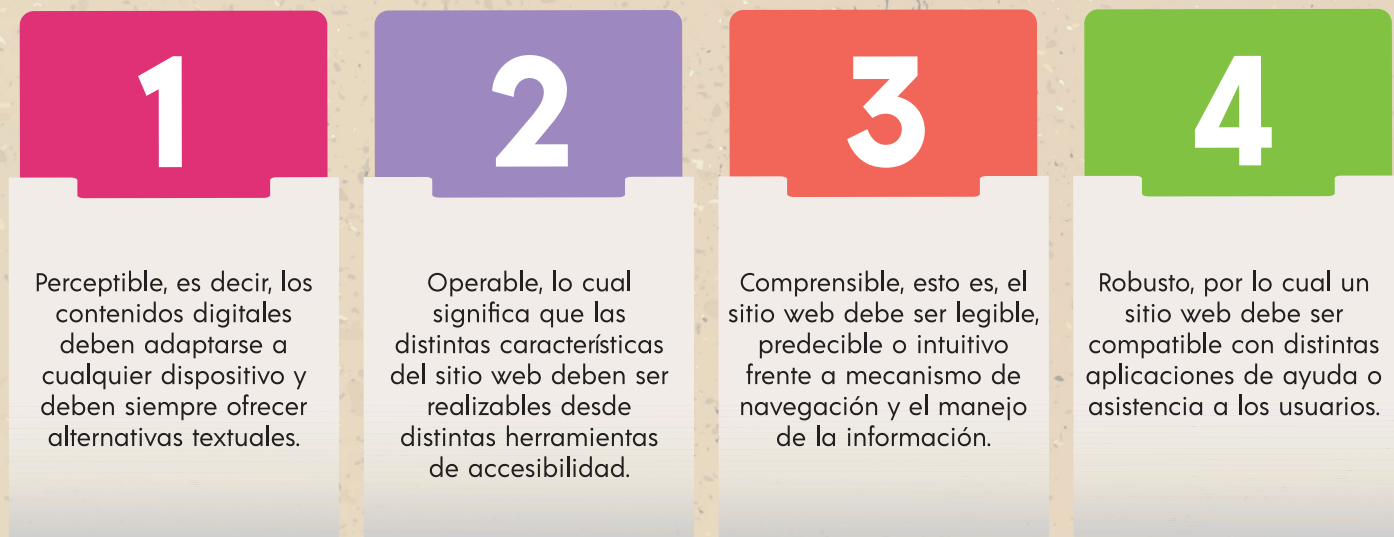 1
Perceptible, es decir, los
contenidos digitales
deben adaptarse a
cualquier dispositivo y
deben siempre ofrecer
alternativas textuales.
2
Operable, lo cual
significa que las
distintas características
del sitio web deben ser
realizables desde
distintas herramientas
de accesibilidad.
3
Comprensible, esto es, el
sitio web debe ser legible,
predecible o intuitivo
frente a mecanismo de
navegación y el manejo
de la información.
4
Robusto, por lo cual un
sitio web debe ser
compatible con distintas
aplicaciones de ayuda o
asistencia a los usuarios.